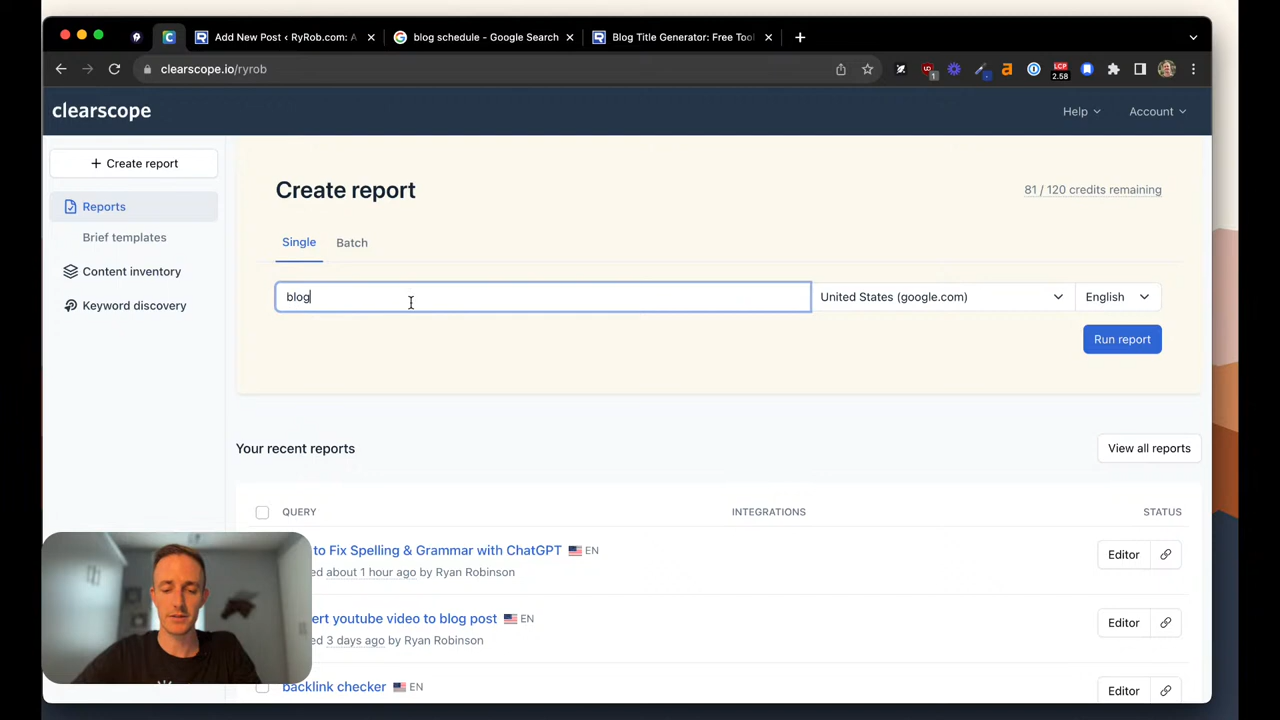 Add New Post ‹ RyRob.com: A
blog schedule - Google Search
Blog Title Generator: Free Tool
clearscope.io/ryrob
1
2.58
clearscope
Help
Account
Create report
Reports
Brief templates
Content inventory
Keyword discovery
Create report
81 / 120 credits remaining
Single
Batch
blog
United States (google.com)
English
Run report
Your recent reports
View all reports
QUERY
INTEGRATIONS
STATUS
to Fix Spelling & Grammar with ChatGPT
EN
Editor
ed about 1 hour ago by Ryan Robinson
ert youtube video to blog post
EN
Editor
ed 3 days ago by Ryan Robinson
backlink checker
EN
Editor